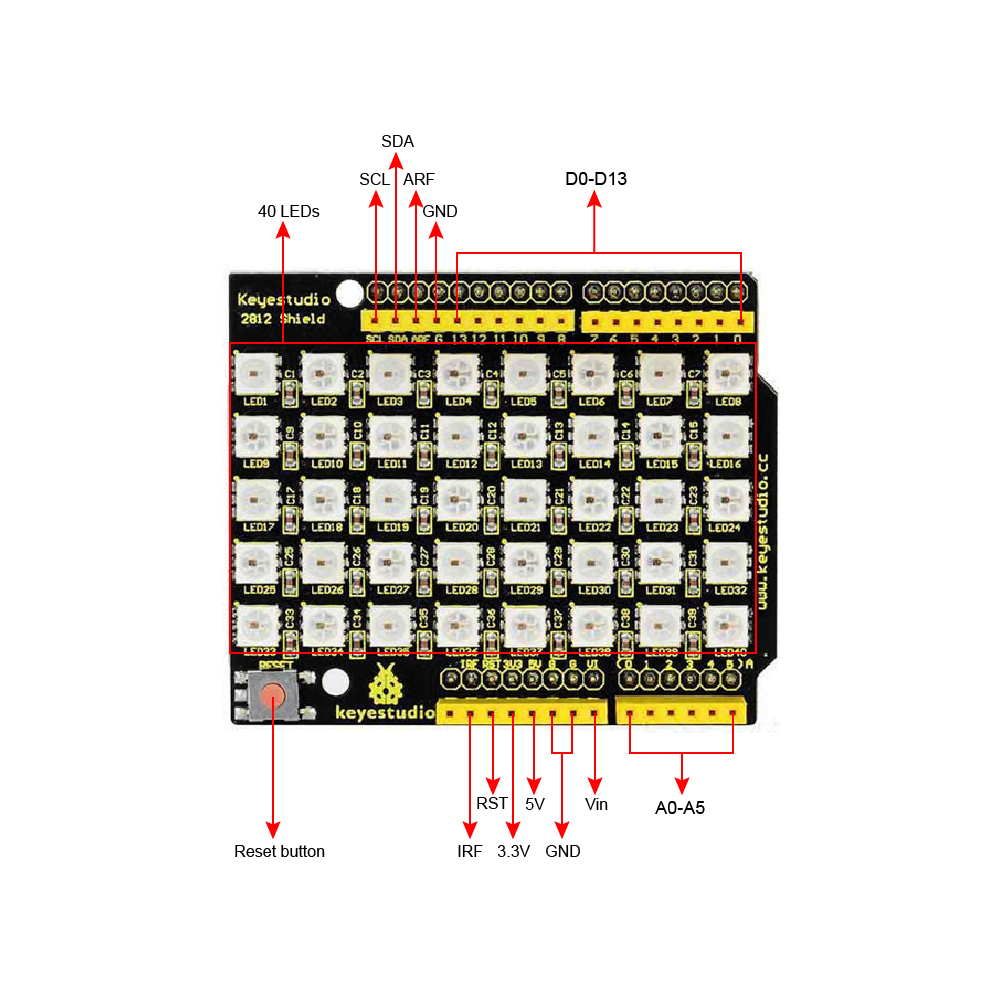 SDA
SCL ARF
D0-D13
40 LEDs
GND
Keyestudio
2812 Shield
SCL SDA ARF G 13 12 11 10 9 8 7 6 5 4 3 2 1 0
C1 C2 C3 C4 C5 C6 C7
LED1 LED2 LED3 LED4 LED5 LED6 LED7 LED8
C9 C10 C11 C12 C13 C14 C15
LED9 LED10 LED11 LED12 LED13 LED14 LED15 LED16
C17 C18 C19 C20 C21 C22 C23
LED17 LED18 LED19 LED20 LED21 LED22 LED23 LED24
C25 C26 C27 C28 C29 C30 C31
LED25 LED26 LED27 LED28 LED29 LED30 LED31 LED32
C33 C34 C35 C36 C37 C38 C39
LED33 LED34 LED35 LED36 LED37 LED38 LED39 LED40
www.keyestudio.cc
RESET
IRF RST 3V3 5V G G VI (0 1 2 3 4 5)A
keyestudio
RST 5V Vin A0-A5
Reset button IRF 3.3V GND